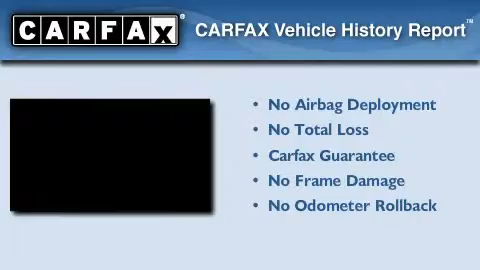 CARFAX® CARFAX Vehicle History Report™
• No Airbag Deployment
• No Total Loss
• Carfax Guarantee
• No Frame Damage
• No Odometer Rollback